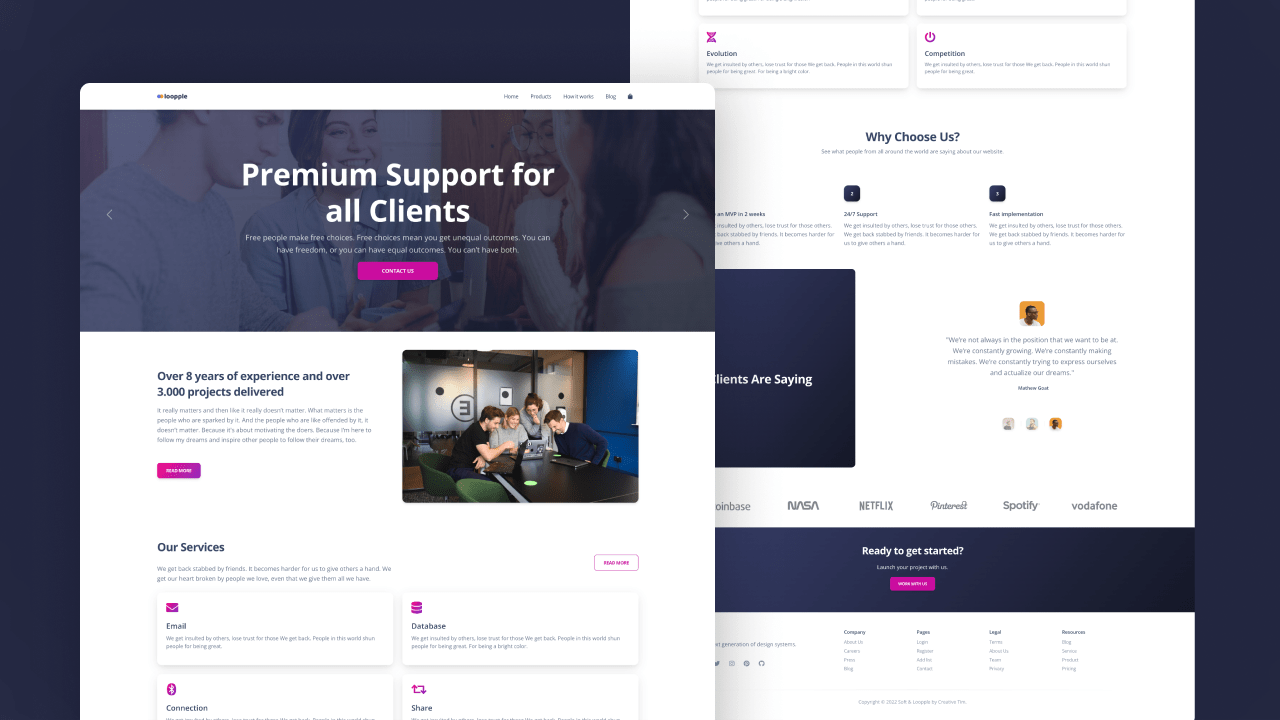 loopple
Home
Products
How it works
Blog
Premium Support for
all Clients
Free people make free choices. Free choices mean you get unequal outcomes. You can
have freedom, or you can have equal outcomes. You can't have both.
CONTACT US
Over 8 years of experience and over
3.000 projects delivered
It really matters and then like it really doesn't matter. What matters is the
people who are sparked by it. And the people who are like offended by it, it
doesn't matter. Because it's about motivating the doers. Because I'm here to
follow my dreams and inspire other people to follow their dreams, too.
READ MORE
Our Services
We get back stabbed by friends. It becomes harder for us to give others a hand. We
get our heart broken by people we love, even that we give them all we have.
READ MORE
Email
We get insulted by others, lose trust for those We get back. People in this world shun
people for being great.
Database
We get insulted by others, lose trust for those We get back. People in this world shun
people for being great. For being a bright color.
Connection
Share
Evolution
We get insulted by others, lose trust for those We get back. People in this world shun
people for being great. For being a bright color.
Competition
We get insulted by others, lose trust for those We get back. People in this world shun
people for being great.
Why Choose Us?
See what people from all around the world are saying about our website.
an MVP in 2 weeks
insulted by others, lose trust for those others.
back stabbed by friends. It becomes harder for
give others a hand.
2
24/7 Support
We get insulted by others, lose trust for those others.
We get back stabbed by friends. It becomes harder for
us to give others a hand.
3
Fast implementation
We get insulted by others, lose trust for those others.
We get back stabbed by friends. It becomes harder for
us to give others a hand.
lients Are Saying
"We're not always in the position that we want to be at.
We're constantly growing. We're constantly making
mistakes. We're constantly trying to express ourselves
and actualize our dreams."
Mathew Goat
oinbase
NASA
NETFLIX
Pinterest
Spotify
vodafone
Ready to get started?
Launch your project with us.
WORK WITH US
generation of design systems.
Company
About Us
Careers
Press
Blog
Pages
Login
Register
Add list
Contact
Legal
Terms
About Us
Team
Privacy
Resources
Blog
Service
Product
Pricing
Copyright © 2022 Soft & Loopple by Creative Tim.